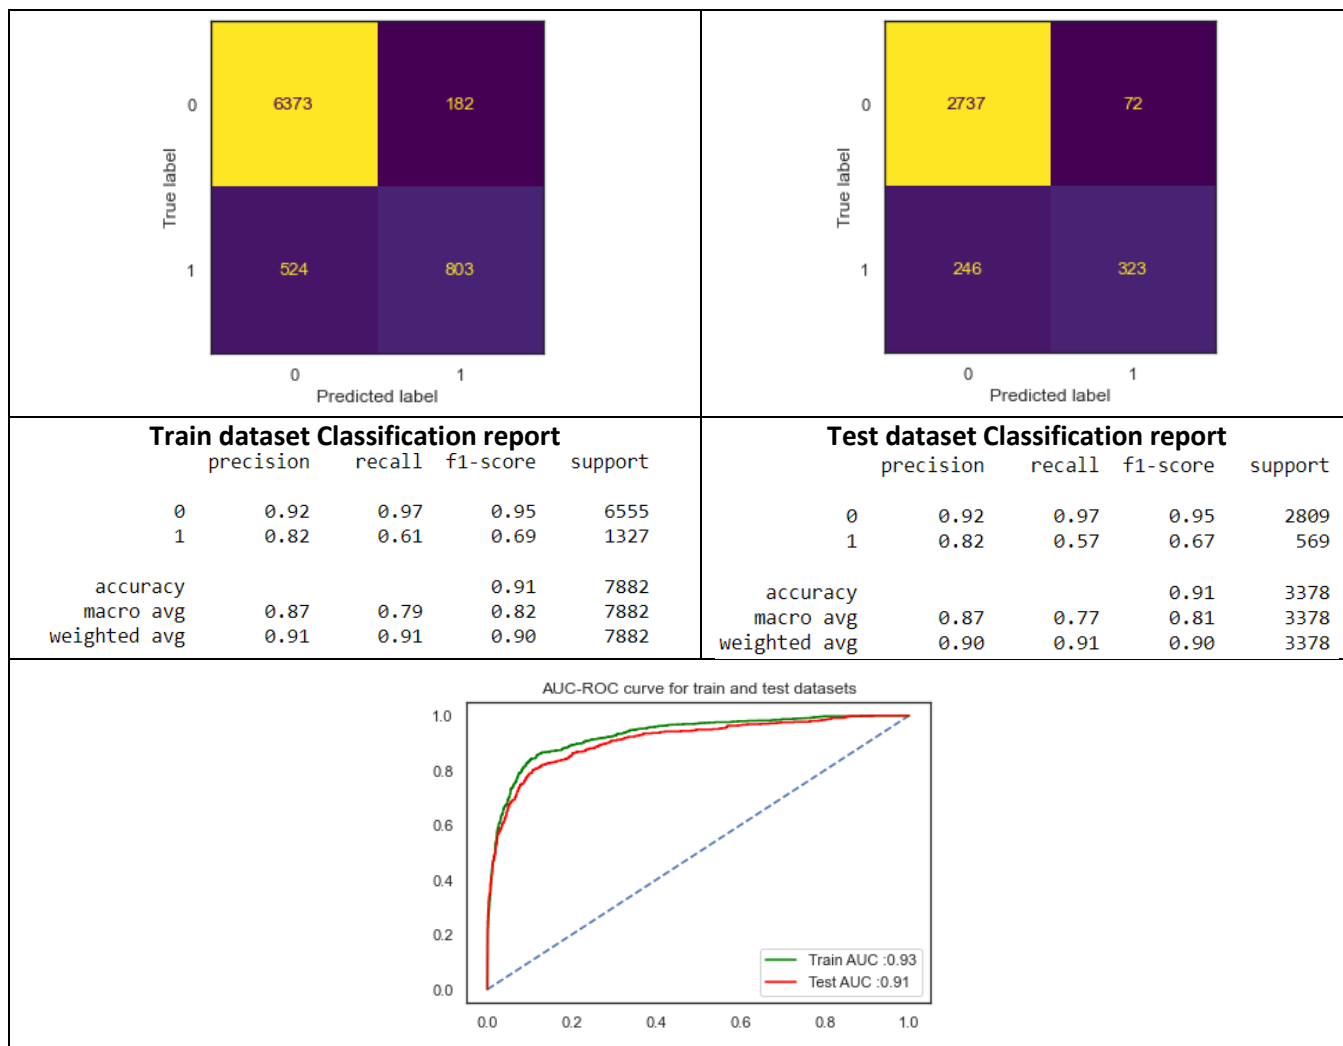 0
6373
182
True label
1
524
803
0
1
Predicted label
0
2737
72
True label
1
246
323
0
1
Predicted label
Train dataset Classification report
precision recall f1-score support
0 0.92 0.97 0.95 6555
1 0.82 0.61 0.69 1327
accuracy 0.91 7882
macro avg 0.87 0.79 0.82 7882
weighted avg 0.91 0.91 0.90 7882
Test dataset Classification report
precision recall f1-score support
0 0.92 0.97 0.95 2809
1 0.82 0.57 0.67 569
accuracy 0.91 3378
macro avg 0.87 0.77 0.81 3378
weighted avg 0.90 0.91 0.90 3378
AUC-ROC curve for train and test datasets
1.0
0.8
0.6
0.4
0.2
0.0
Train AUC :0.93
Test AUC :0.91
0.0 0.2 0.4 0.6 0.8 1.0